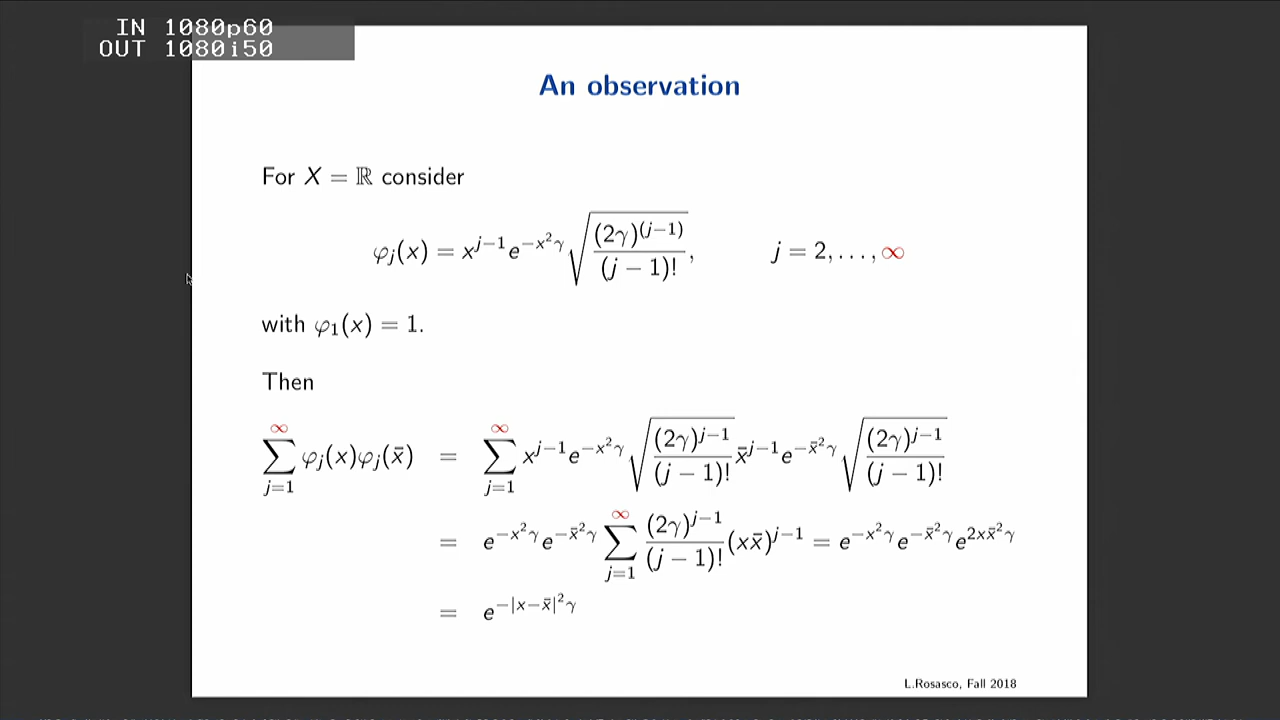 IN 1080p60
OUT 1080i50
An observation
For X = ℝ consider
φ_j(x) = x^{j−1} e^{−x²γ} √((2γ)^{(j−1)} / (j − 1)!), j = 2, . . . , ∞
with φ₁(x) = 1.
Then
∑_{j=1}^{∞} φ_j(x)φ_j(x̄) = ∑_{j=1}^{∞} x^{j−1} e^{−x²γ} √((2γ)^{j−1} / (j − 1)!) x̄^{j−1} e^{−x̄²γ} √((2γ)^{j−1} / (j − 1)!)
= e^{−x²γ} e^{−x̄²γ} ∑_{j=1}^{∞} (2γ)^{j−1} / (j − 1)! (xx̄)^{j−1} = e^{−x²γ} e^{−x̄²γ} e^{2xx̄²γ}
= e^{−|x−x̄|²γ}
L.Rosasco, Fall 2018